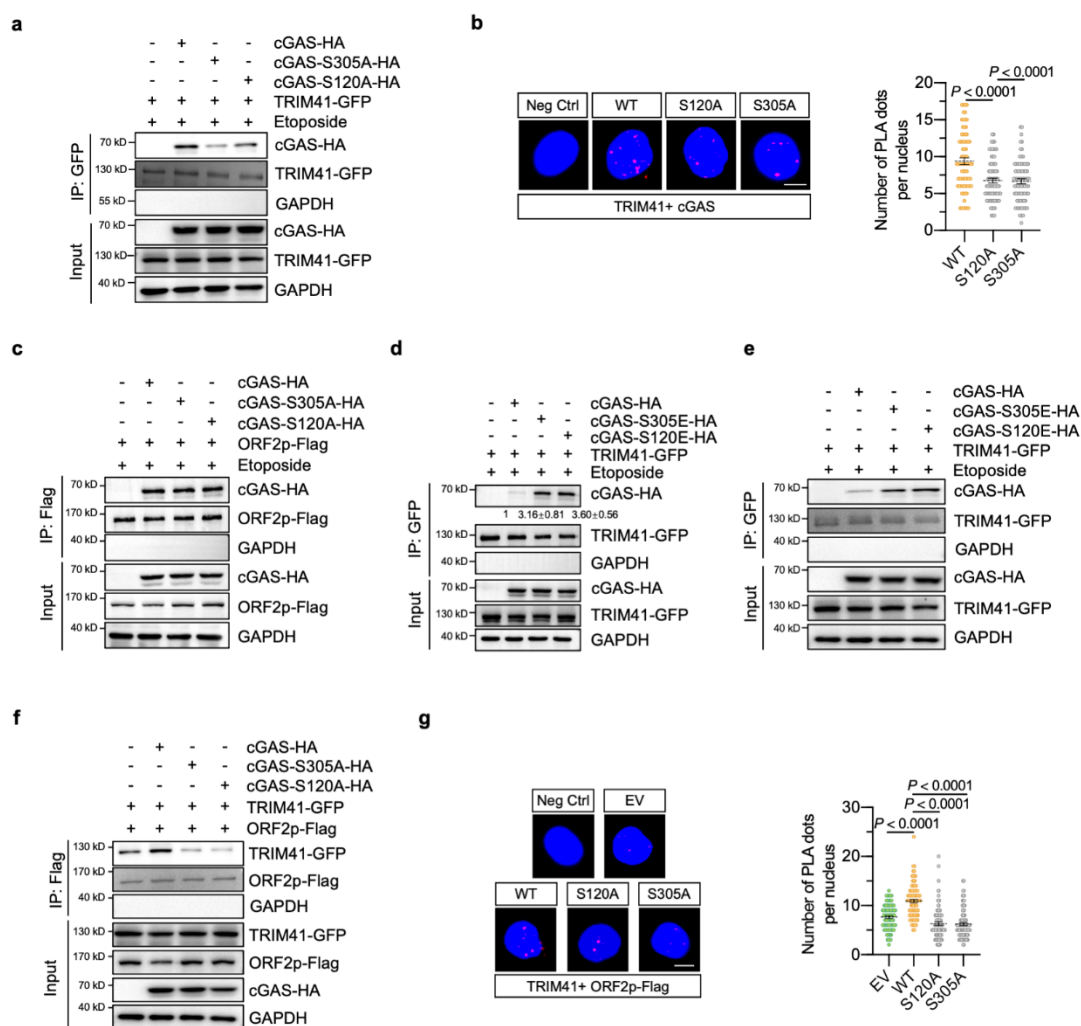 a
- + - - cGAS-HA
- - + - cGAS-S305A-HA
- - - + cGAS-S120A-HA
+ + + + TRIM41-GFP
+ + + + Etoposide
IP: GFP
70 kD cGAS-HA
130 kD TRIM41-GFP
55 kD GAPDH
Input
70 kD cGAS-HA
130 kD TRIM41-GFP
40 kD GAPDH
b
Neg Ctrl WT S120A S305A
TRIM41+ cGAS
Number of PLA dots
per nucleus
20
15
10
5
0
P < 0.0001
P < 0.0001
WT
S120A
S305A
c
- + - - cGAS-HA
- - + - cGAS-S305A-HA
- - - + cGAS-S120A-HA
+ + + + ORF2p-Flag
+ + + + Etoposide
IP: Flag
70 kD cGAS-HA
170 kD ORF2p-Flag
40 kD GAPDH
Input
70 kD cGAS-HA
170 kD ORF2p-Flag
40 kD GAPDH
d
- + - - cGAS-HA
- - + - cGAS-S305E-HA
- - - + cGAS-S120E-HA
+ + + + TRIM41-GFP
+ + + + Etoposide
IP: GFP
70 kD cGAS-HA
1 3.16±0.81 3.60±0.56
130 kD TRIM41-GFP
40 kD GAPDH
Input
70 kD cGAS-HA
130 kD TRIM41-GFP
40 kD GAPDH
e
- + - - cGAS-HA
- - + - cGAS-S305E-HA
- - - + cGAS-S120E-HA
+ + + + TRIM41-GFP
+ + + + Etoposide
IP: GFP
70 kD cGAS-HA
130 kD TRIM41-GFP
40 kD GAPDH
Input
70 kD cGAS-HA
130 kD TRIM41-GFP
40 kD GAPDH
f
- + - - cGAS-HA
- - + - cGAS-S305A-HA
- - - + cGAS-S120A-HA
+ + + + TRIM41-GFP
+ + + + ORF2p-Flag
IP: Flag
130 kD TRIM41-GFP
170 kD ORF2p-Flag
40 kD GAPDH
Input
130 kD TRIM41-GFP
170 kD ORF2p-Flag
70 kD cGAS-HA
40 kD GAPDH
g
Neg Ctrl EV
WT S120A S305A
TRIM41+ ORF2p-Flag
Number of PLA dots
per nucleus
30
20
10
0
P < 0.0001
P < 0.0001
P < 0.0001
EV
WT
S120A
S305A